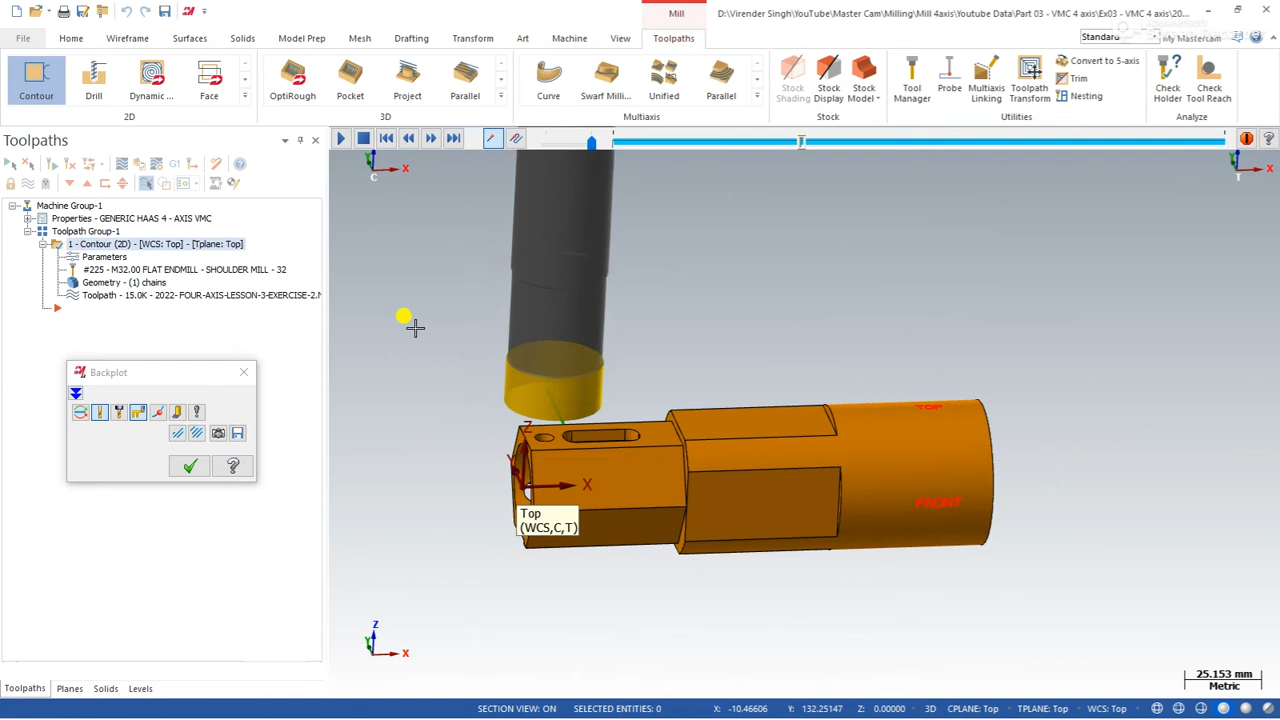 Mill
D:\Virender Singh\YouTube\Master Cam\Milling\Mill 4axis\Youtube Data\Part 03 - VMC 4 axis\Ex03 - VMC 4 axis\20...
File
Home
Wireframe
Surfaces
Solids
Model Prep
Mesh
Drafting
Transform
Art
Machine
View
Toolpaths
Standard
My Mastercam
Contour
Drill
Dynamic ...
Face
2D
OptiRough
Pocket
Project
Parallel
3D
Curve
Swarf Milli...
Unified
Parallel
Multiaxis
Stock Shading
Stock Display
Stock Model
Stock
Tool Manager
Probe
Multiaxis Linking
Toolpath Transform
Convert to 5-axis
Trim
Nesting
Utilities
Check Holder
Check Tool Reach
Analyze
Toolpaths
G1
Machine Group-1
Properties - GENERIC HAAS 4 - AXIS VMC
Toolpath Group-1
1 - Contour (2D) - [WCS: Top] - [Tplane: Top]
Parameters
#225 - M32.00 FLAT ENDMILL - SHOULDER MILL - 32
Geometry - (1) chains
Toolpath - 15.0K - 2022- FOUR-AXIS-LESSON-3-EXERCISE-2.N
Backplot
Y
X
C
Y
X
T
TOP
FRONT
Z
Y
X
Top
(WCS,C,T)
Z
Y
X
25.153 mm
Metric
Toolpaths
Planes
Solids
Levels
SECTION VIEW: ON
SELECTED ENTITIES: 0
X: -10.46606
Y: 132.25147
Z: 0.00000
3D
CPLANE: Top
TPLANE: Top
WCS: Top